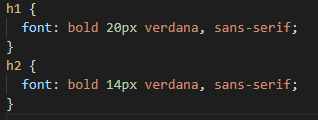 h1 {
  font: bold 20px verdana, sans-serif;
}
h2 {
  font: bold 14px verdana, sans-serif;
}